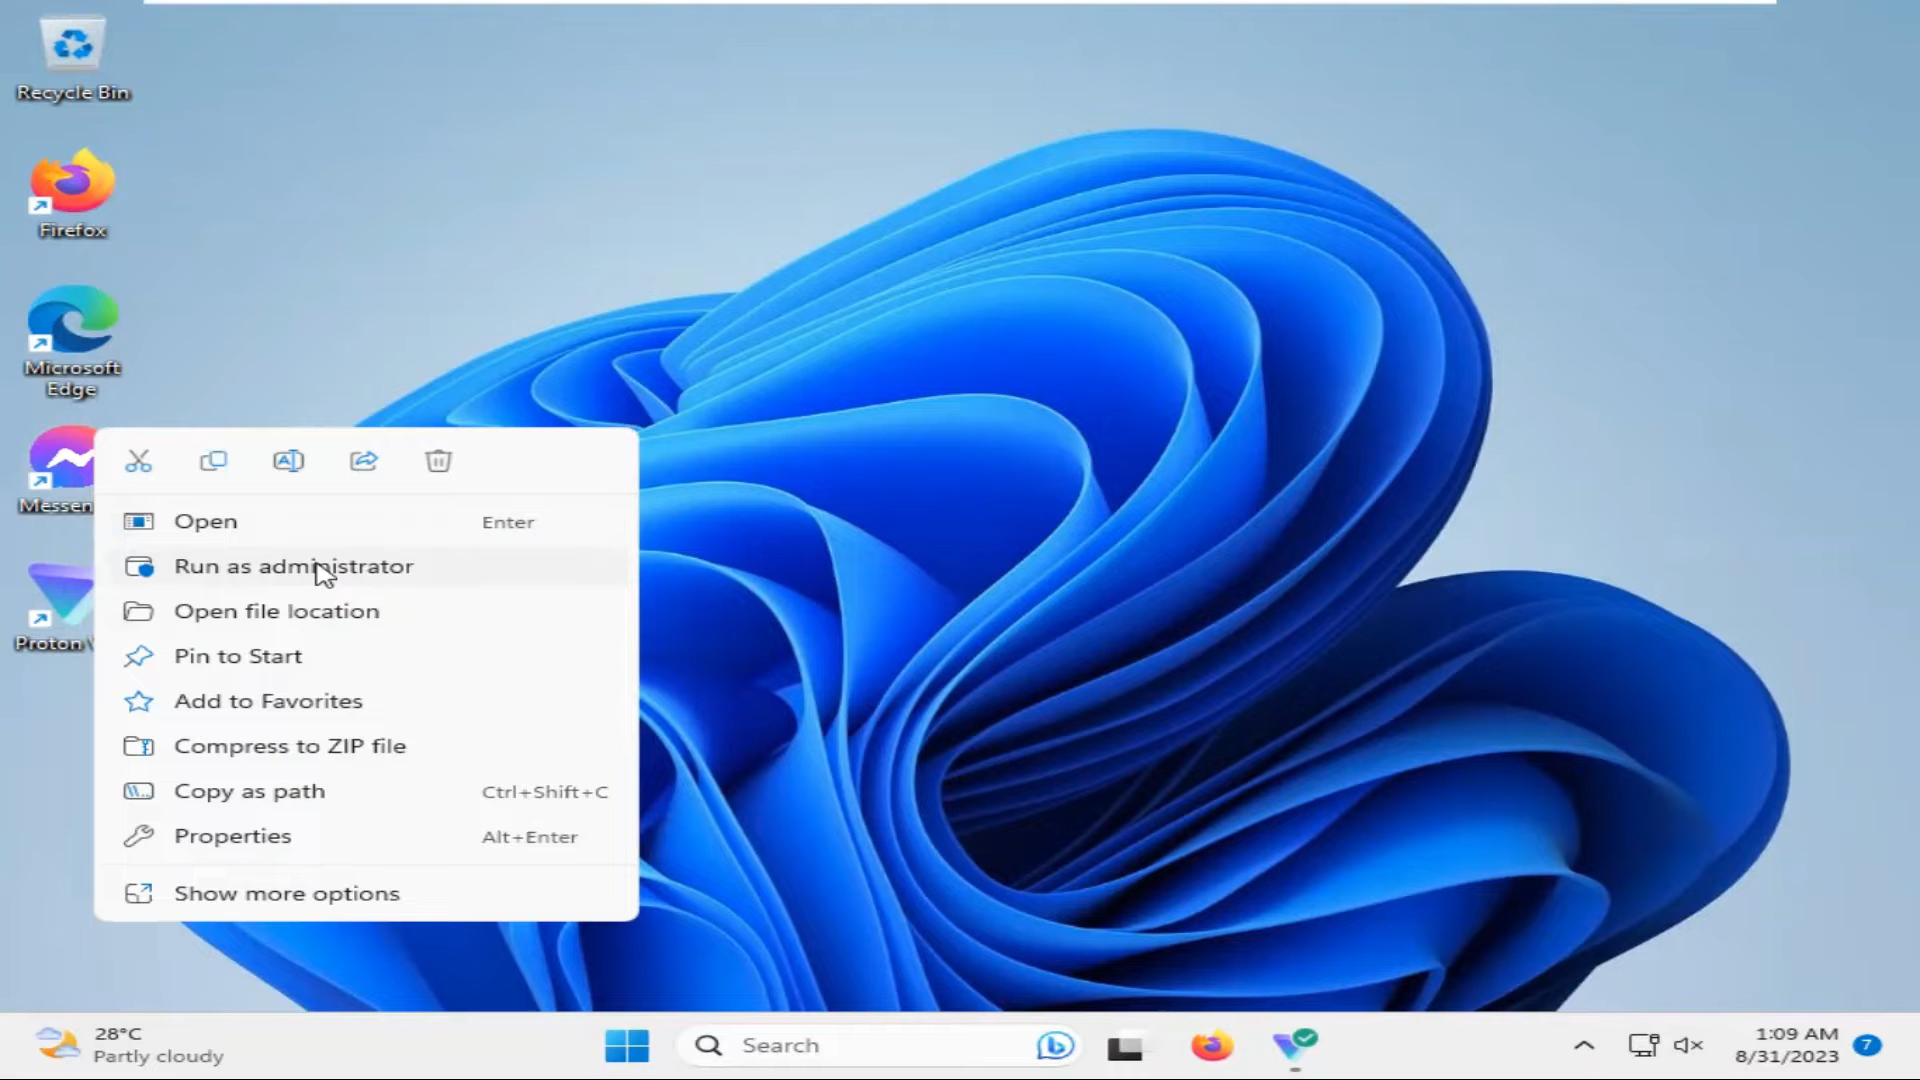 Recycle Bin
Firefox
Microsoft
Edge
Messen
Proton
Open Enter
Run as administrator
Open file location
Pin to Start
Add to Favorites
Compress to ZIP file
Copy as path Ctrl+Shift+C
Properties Alt+Enter
Show more options
28°C
Partly cloudy
Search
1:09 AM
8/31/2023
7